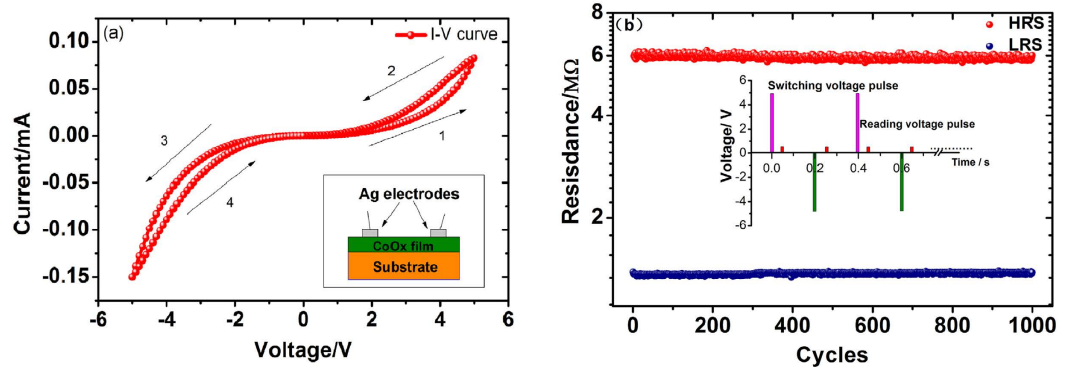 (a)
I-V curve
0.10
0.05
0.00
-0.05
-0.10
-0.15
Current/mA
1
2
3
4
Ag electrodes
CoOx film
Substrate
-6 -4 -2 0 2 4 6
Voltage/V
(b)
HRS
LRS
8
6
4
2
Resisdance/MΩ
Switching voltage pulse
Reading voltage pulse
6
4
2
0
-2
-4
-6
Voltage/ V
0.0 0.2 0.4 0.6
Time / s
0 200 400 600 800 1000
Cycles